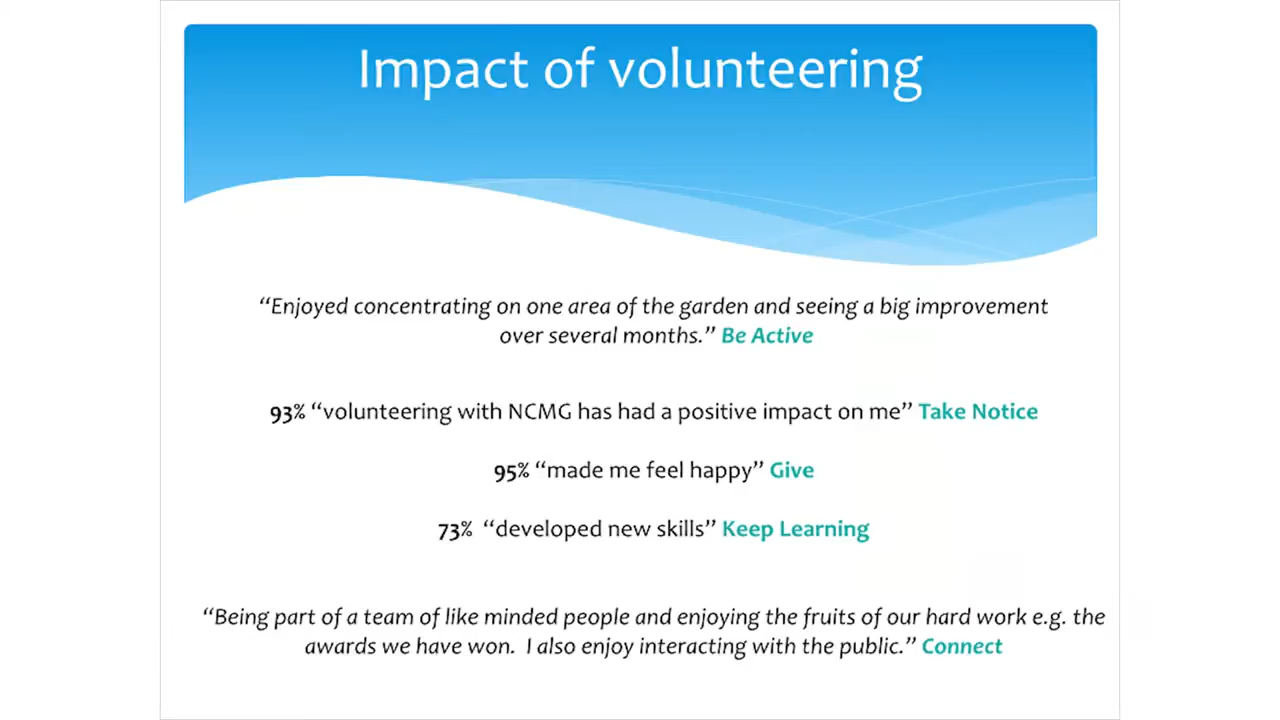 Impact of volunteering
“Enjoyed concentrating on one area of the garden and seeing a big improvement
over several months.” Be Active
93% “volunteering with NCMG has had a positive impact on me” Take Notice
95% “made me feel happy” Give
73% “developed new skills” Keep Learning
“Being part of a team of like minded people and enjoying the fruits of our hard work e.g. the
awards we have won. I also enjoy interacting with the public.” Connect